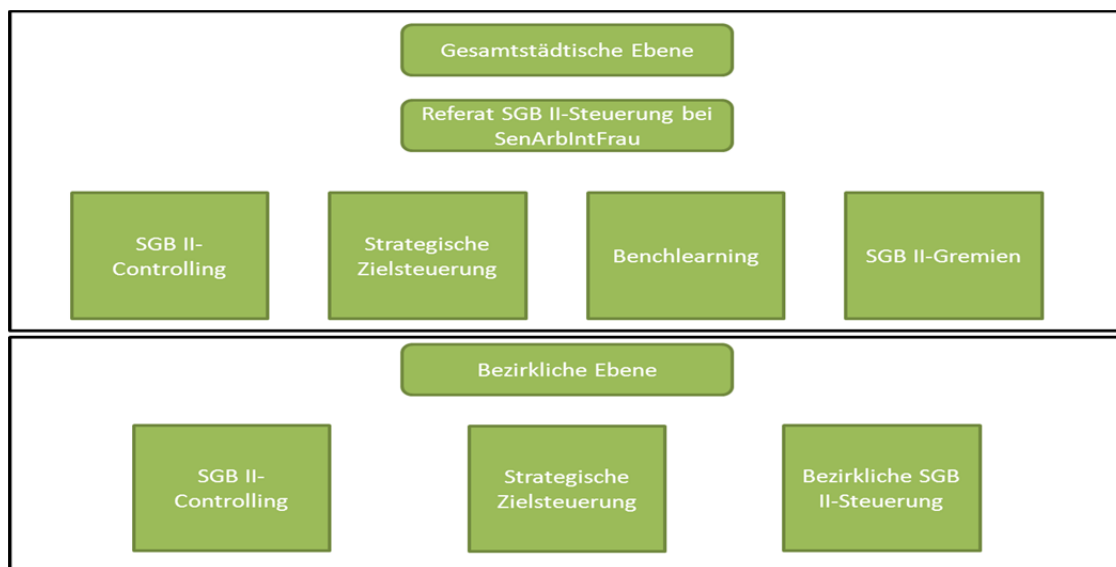 Gesamtstädtische Ebene
Referat SGB II-Steuerung bei
SenArbIntFrau
SGB II-
Controlling
Strategische
Zielsteuerung
Benchlearning
SGB II-Gremien
Bezirkliche Ebene
SGB II-
Controlling
Strategische
Zielsteuerung
Bezirkliche SGB
II-Steuerung